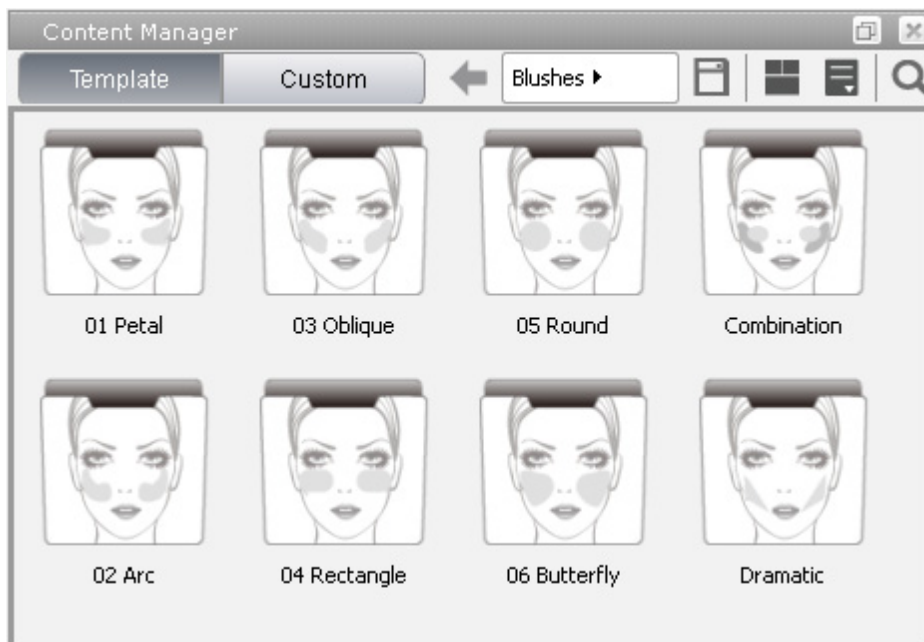 Content Manager
Template Custom Blushes
01 Petal 03 Oblique 05 Round Combination
02 Arc 04 Rectangle 06 Butterfly Dramatic